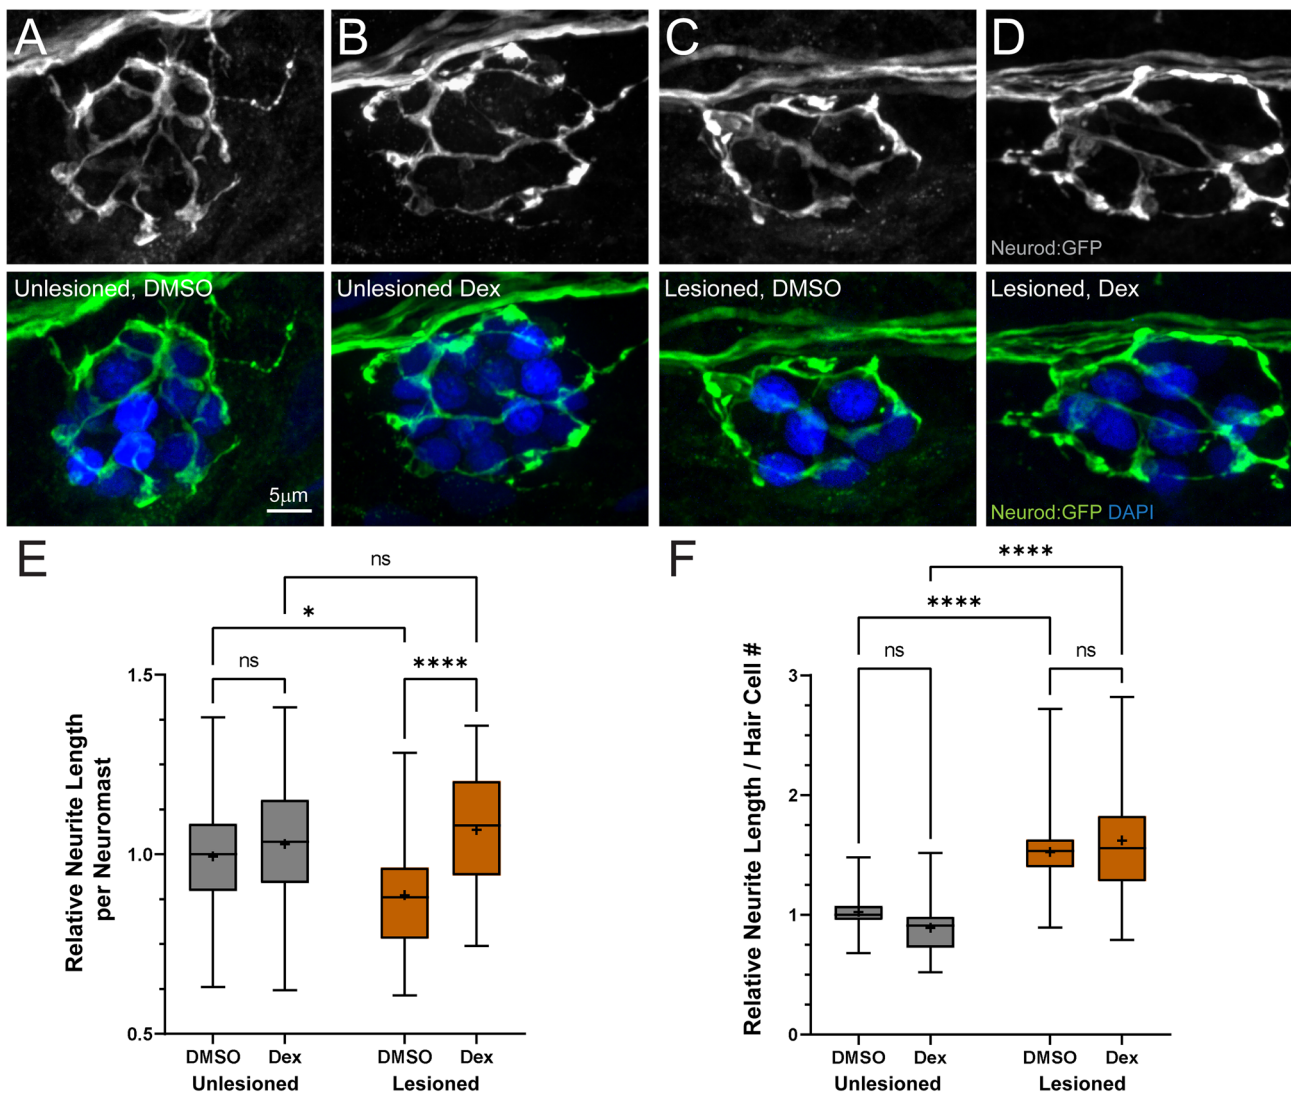 A
B
C
D
Neurod:GFP
Unlesioned, DMSO
Unlesioned Dex
Lesioned, DMSO
Lesioned, Dex
5μm
Neurod:GFP DAPI
E
ns
*
ns
****
1.5
1.0
0.5
Relative Neurite Length
per Neuromast
DMSO
Dex
DMSO
Dex
Unlesioned
Lesioned
F
****
****
ns
ns
3
2
1
0
Relative Neurite Length / Hair Cell #
DMSO
Dex
DMSO
Dex
Unlesioned
Lesioned